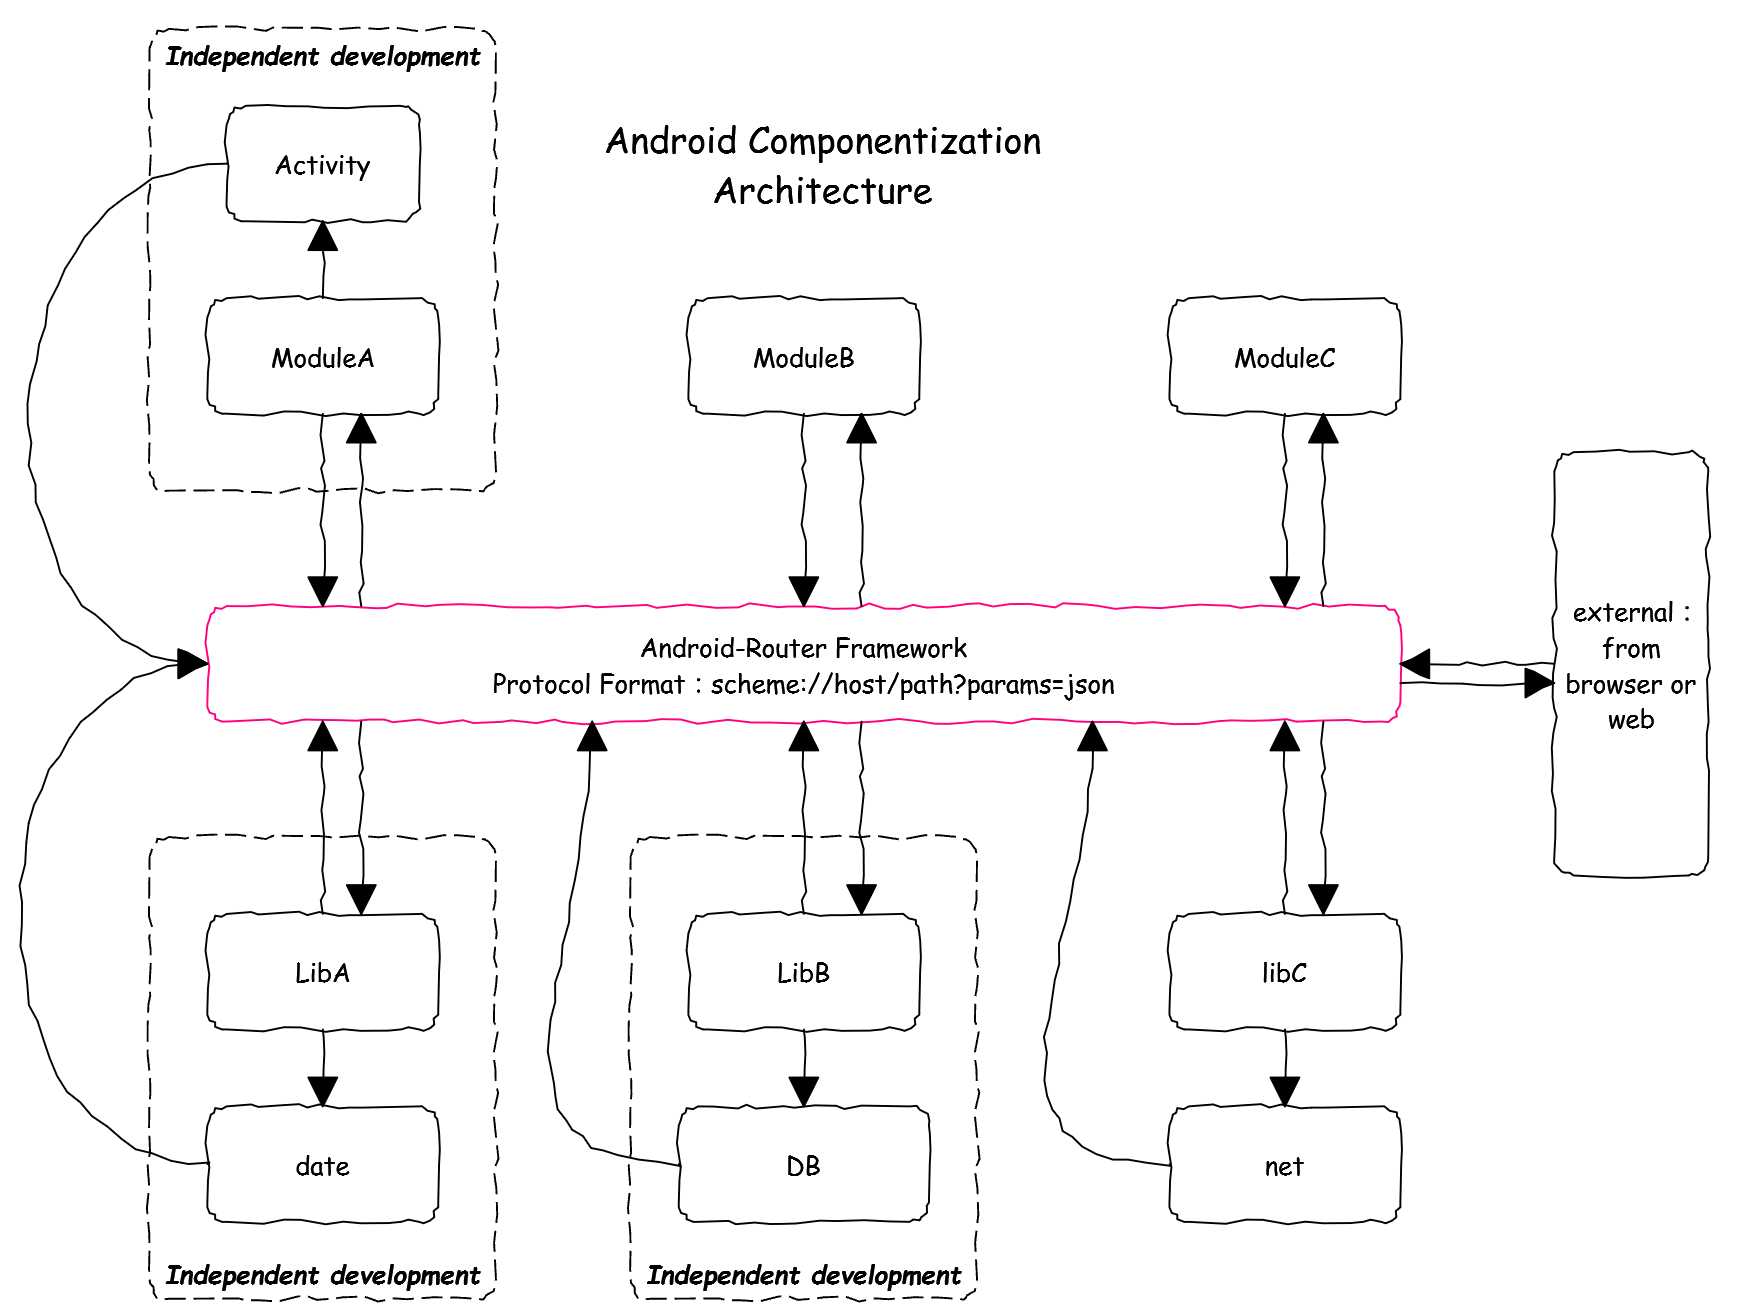 Independent development
Activity
Android Componentization
Architecture
ModuleA
ModuleB
ModuleC
external :
from
browser or
web
Android-Router Framework
Protocol Format : scheme://host/path?params=json
LibA
LibB
libC
date
DB
net
Independent development
Independent development